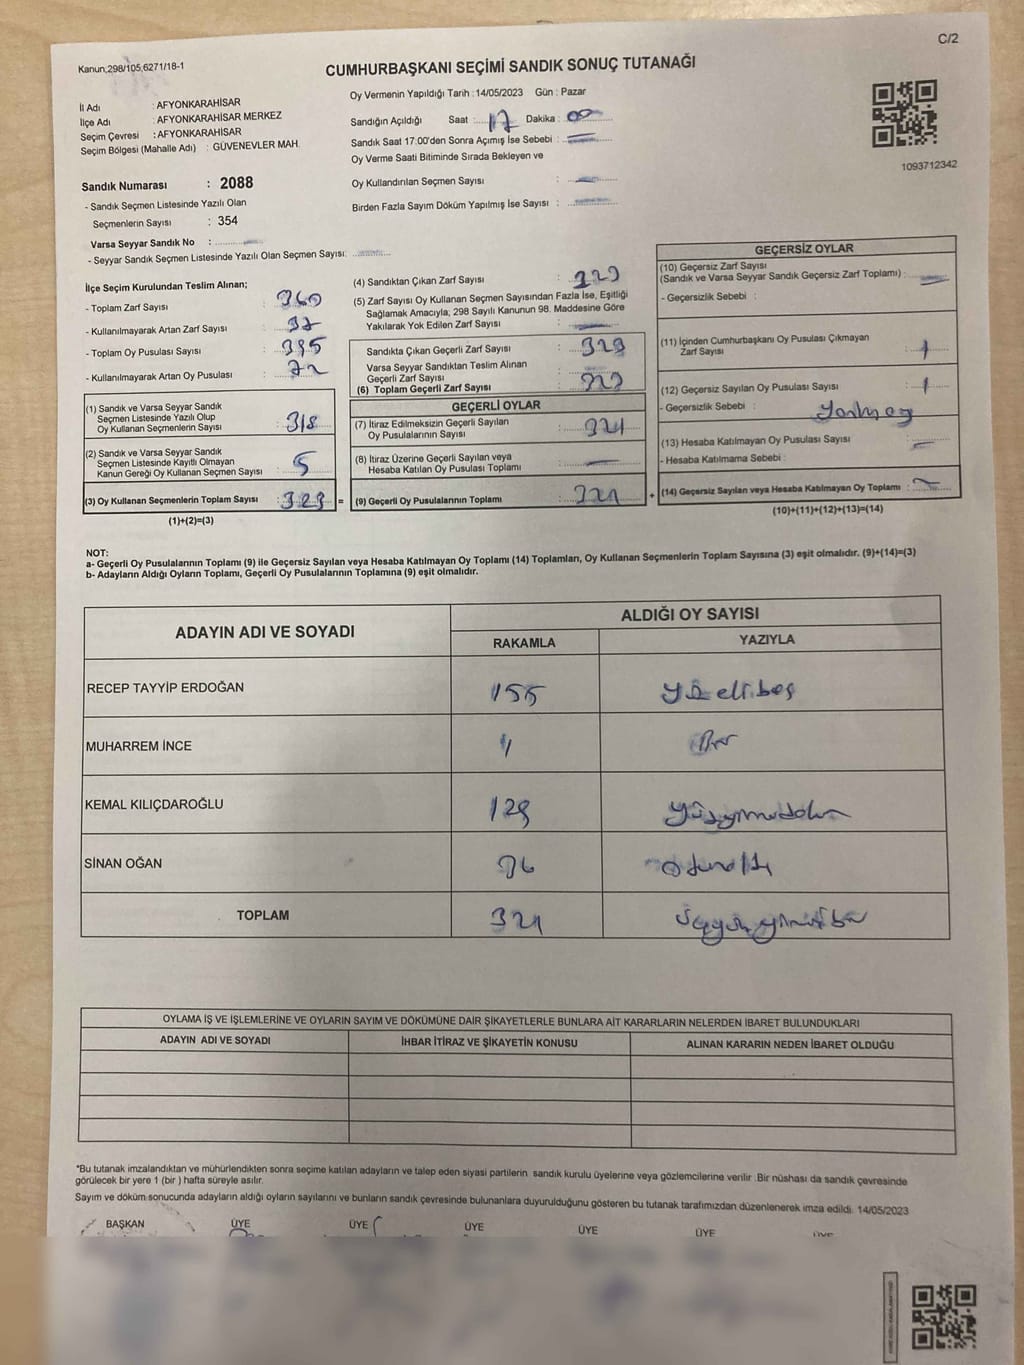 C/2
Kanun,298/105,6271/18-1
CUMHURBAŞKANI SEÇİMİ SANDIK SONUÇ TUTANAĞI
İl Adı : AFYONKARAHİSAR
İlçe Adı : AFYONKARAHİSAR MERKEZ
Seçim Çevresi : AFYONKARAHİSAR
Seçim Bölgesi (Mahalle Adı) : GÜVENEVLER MAH.
Sandık Numarası : 2088
- Sandık Seçmen Listesinde Yazılı Olan
Seçmenlerin Sayısı : 354
Varsa Seyyar Sandık No :
- Seyyar Sandık Seçmen Listesinde Yazılı Olan Seçmen Sayısı:
Oy Vermenin Yapıldığı Tarih : 14/05/2023 Gün : Pazar
Sandığın Açıldığı Saat : 17 Dakika : 00
Sandık Saat 17:00'den Sonra Açımış İse Sebebi :
Oy Verme Saati Bitiminde Sırada Bekleyen ve
Oy Kullandırılan Seçmen Sayısı :
Birden Fazla Sayım Döküm Yapılmış İse Sayısı :
1093712342
İlçe Seçim Kurulundan Teslim Alınan;
- Toplam Zarf Sayısı : 360
- Kullanılmayarak Artan Zarf Sayısı : 37
- Toplam Oy Pusulası Sayısı : 395
- Kullanılmayarak Artan Oy Pusulası : 72
(1) Sandık ve Varsa Seyyar Sandık
Seçmen Listesinde Yazılı Olup
Oy Kullanan Seçmenlerin Sayısı : 318
(2) Sandık ve Varsa Seyyar Sandık
Seçmen Listesinde Kayıtlı Olmayan
Kanun Gereği Oy Kullanan Seçmen Sayısı : 5
(3) Oy Kullanan Seçmenlerin Toplam Sayısı : 323 =
(1)+(2)=(3)
(4) Sandıktan Çıkan Zarf Sayısı : 323
(5) Zarf Sayısı Oy Kullanan Seçmen Sayısından Fazla İse, Eşitliği
Sağlamak Amacıyla; 298 Sayılı Kanunun 98. Maddesine Göre
Yakılarak Yok Edilen Zarf Sayısı :
Sandıkta Çıkan Geçerli Zarf Sayısı : 323
Varsa Seyyar Sandıktan Teslim Alınan
Geçerli Zarf Sayısı :
(6) Toplam Geçerli Zarf Sayısı : 323
GEÇERLİ OYLAR
(7) İtiraz Edilmeksizin Geçerli Sayılan
Oy Pusulalarının Sayısı : 321
(8) İtiraz Üzerine Geçerli Sayılan veya
Hesaba Katılan Oy Pusulası Toplamı :
(9) Geçerli Oy Pusulalarının Toplamı : 321 +
GEÇERSİZ OYLAR
(10) Geçersiz Zarf Sayısı
(Sandık ve Varsa Seyyar Sandık Geçersiz Zarf Toplamı) :
- Geçersizlik Sebebi :
(11) İçinden Cumhurbaşkanı Oy Pusulası Çıkmayan
Zarf Sayısı : 1
(12) Geçersiz Sayılan Oy Pusulası Sayısı : 1
- Geçersizlik Sebebi :
(13) Hesaba Katılmayan Oy Pusulası Sayısı :
- Hesaba Katılmama Sebebi :
(14) Geçersiz Sayılan veya Hesaba Katılmayan Oy Toplamı : 2
(10)+(11)+(12)+(13)=(14)
NOT:
a- Geçerli Oy Pusulalarının Toplamı (9) ile Geçersiz Sayılan veya Hesaba Katılmayan Oy Toplamı (14) Toplamları, Oy Kullanan Seçmenlerin Toplam Sayısına (3) eşit olmalıdır. (9)+(14)=(3)
b- Adayların Aldığı Oyların Toplamı, Geçerli Oy Pusulalarının Toplamına (9) eşit olmalıdır.
ADAYIN ADI VE SOYADI ALDIĞI OY SAYISI
RAKAMLA YAZIYLA
RECEP TAYYİP ERDOĞAN 155 Yüz elli beş
MUHARREM İNCE 1 Bir
KEMAL KILIÇDAROĞLU 129 Yüzyirmidokuz
SİNAN OĞAN 36 Otuzaltı
TOPLAM 321 Üçyüzyirmibir
OYLAMA İŞ VE İŞLEMLERİNE VE OYLARIN SAYIM VE DÖKÜMÜNE DAİR ŞİKAYETLERLE BUNLARA AİT KARARLARIN NELERDEN İBARET BULUNDUKLARI
ADAYIN ADI VE SOYADI İHBAR İTİRAZ VE ŞİKAYETİN KONUSU ALINAN KARARIN NEDEN İBARET OLDUĞU
*Bu tutanak imzalandıktan ve mühürlendikten sonra seçime katılan adayların ve talep eden siyasi partilerin sandık kurulu üyelerine veya gözlemcilerine verilir. Bir nüshası da sandık çevresinde
görülecek bir yere 1 (bir ) hafta süreyle asılır.
Sayım ve döküm sonucunda adayların aldığı oyların sayılarını ve bunların sandık çevresinde bulunanlara duyurulduğunu gösteren bu tutanak tarafımızdan düzenlenerek imza edildi. 14/05/2023
BAŞKAN ÜYE ÜYE ÜYE ÜYE ÜYE ÜYE